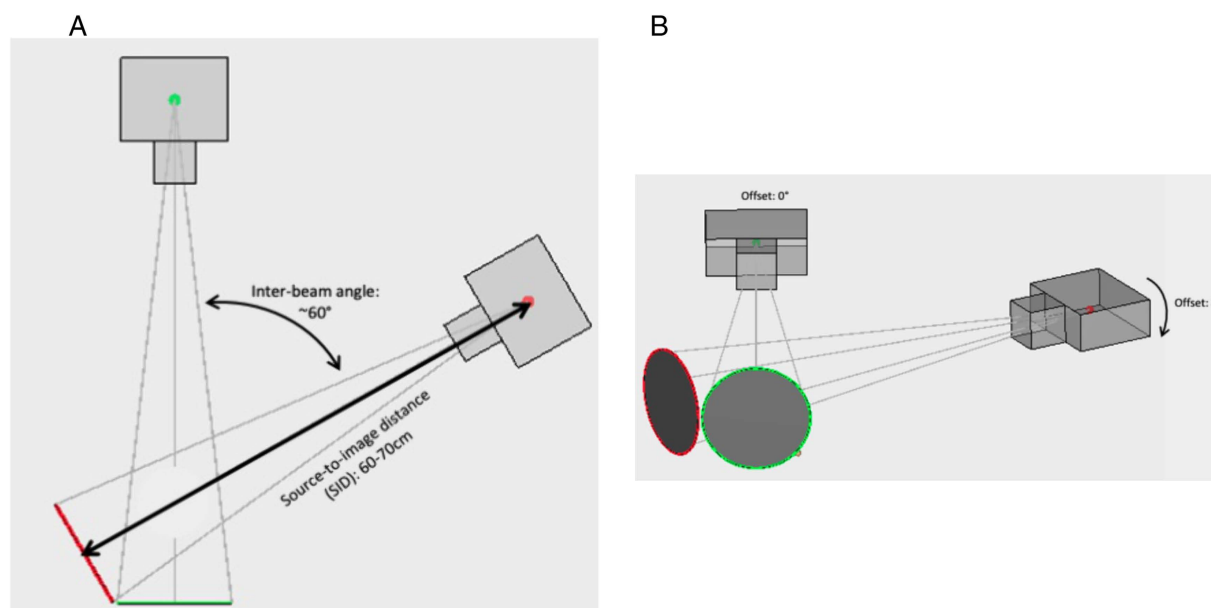 A
B
Inter-beam angle:
~60°
Source-to-image distance
(SID): 60-70cm
Offset: 0°
Offset: